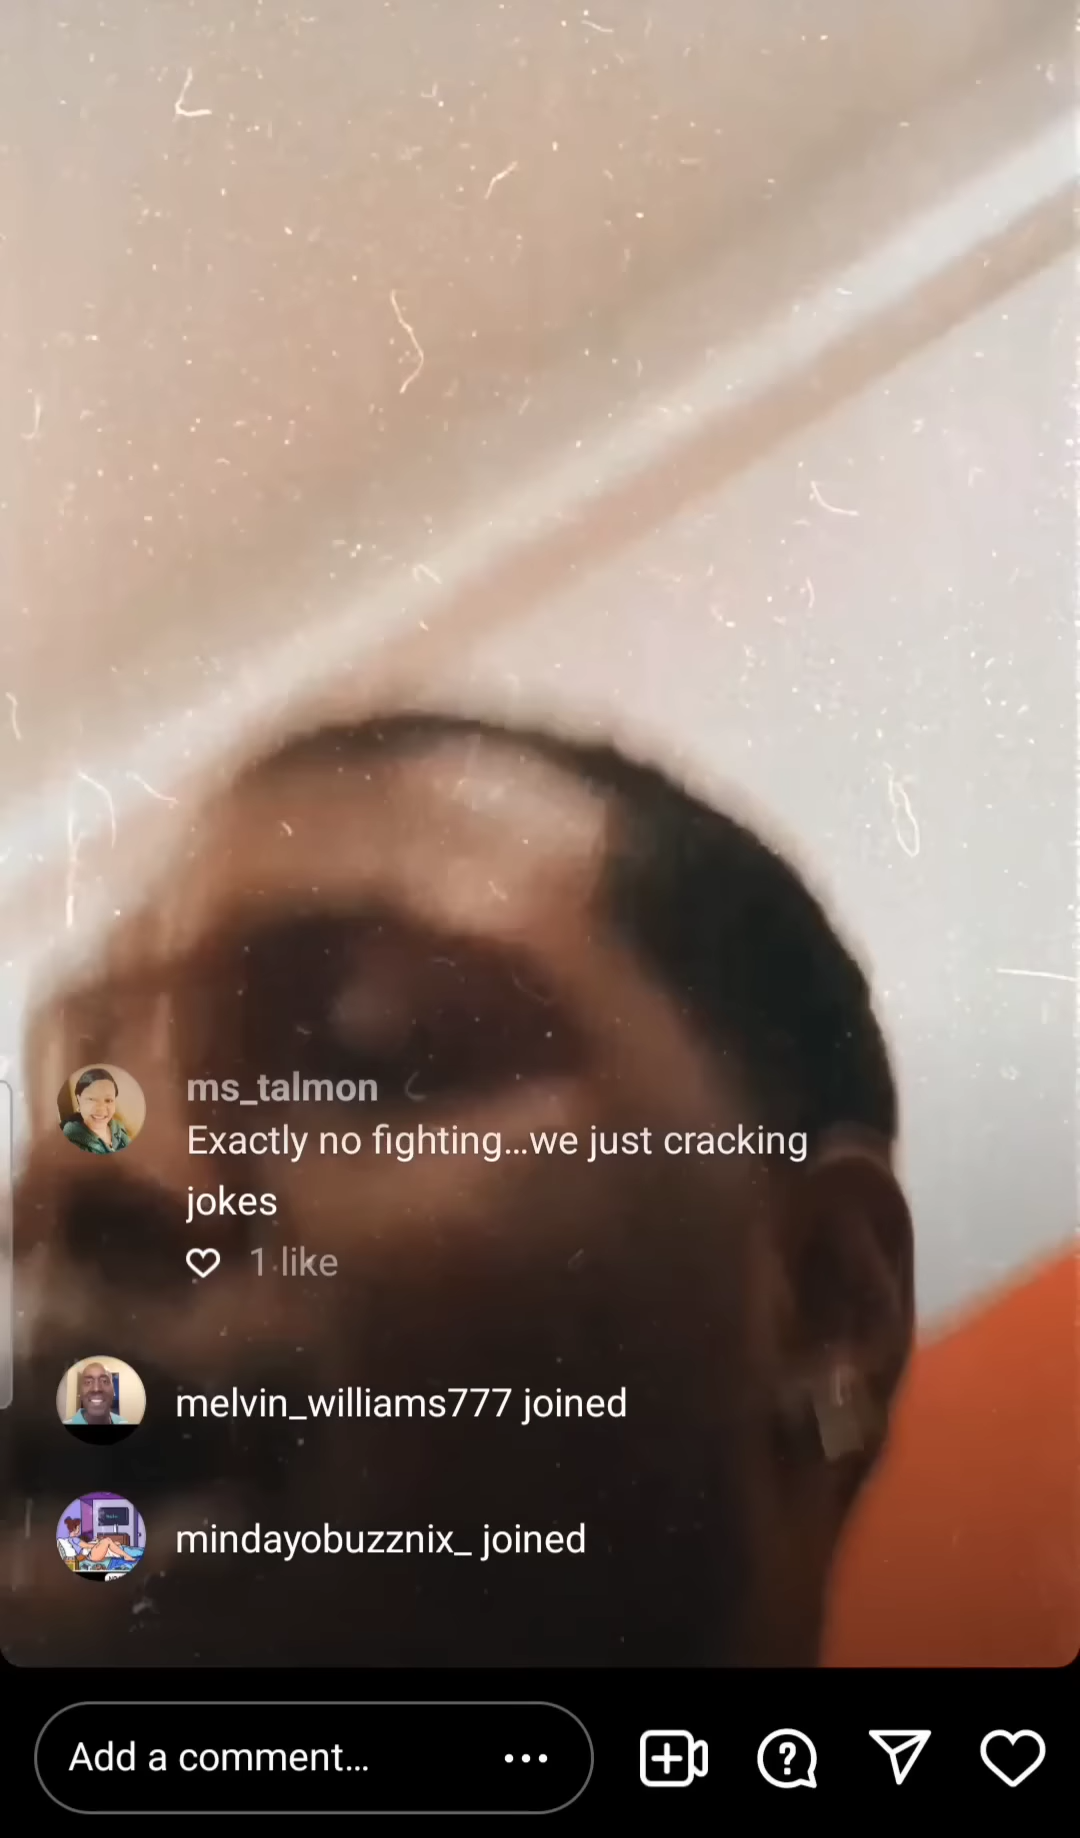 ms_talmon
Exactly no fighting...we just cracking
jokes
1 like
melvin_williams777 joined
mindayobuzznix_ joined
Add a comment...